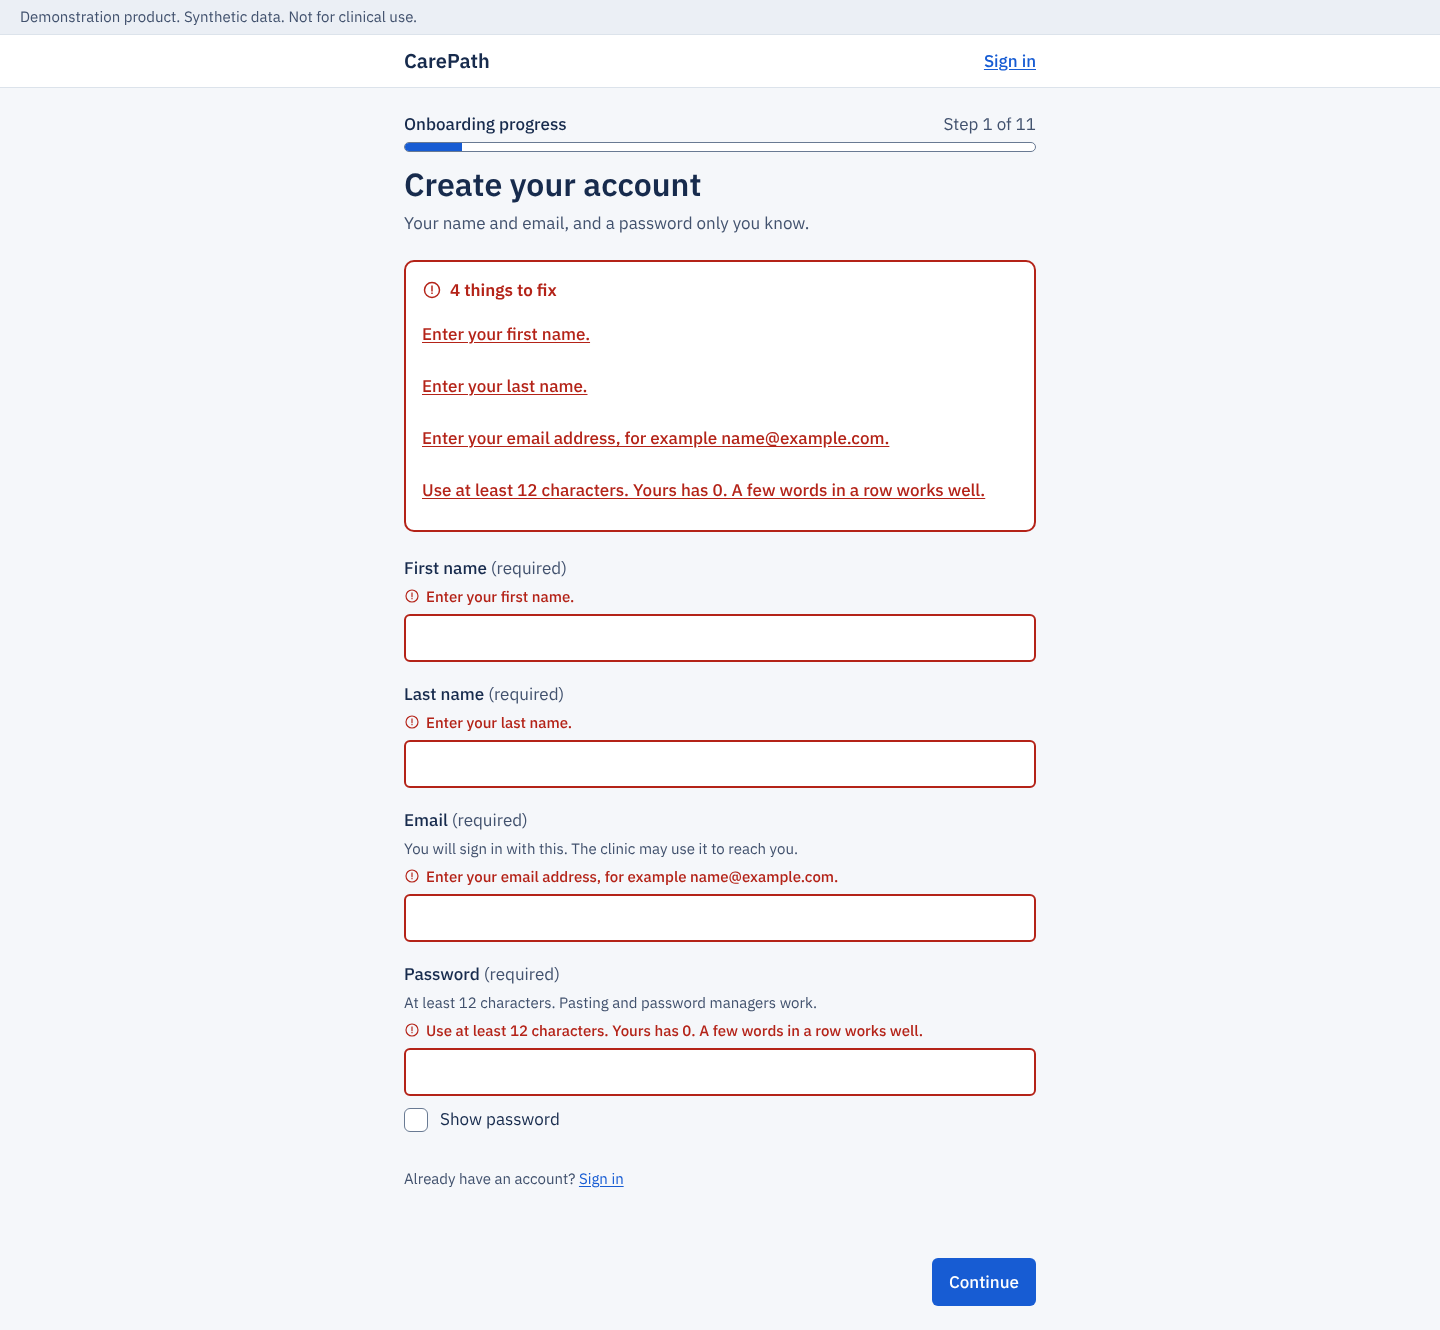 Demonstration product. Synthetic data. Not for clinical use.
CarePath
Sign in
Onboarding progress
Step 1 of 11
Create your account
Your name and email, and a password only you know.
4 things to fix
Enter your first name.
Enter your last name.
Enter your email address, for example name@example.com.
Use at least 12 characters. Yours has 0. A few words in a row works well.
First name (required)
Enter your first name.
Last name (required)
Enter your last name.
Email (required)
You will sign in with this. The clinic may use it to reach you.
Enter your email address, for example name@example.com.
Password (required)
At least 12 characters. Pasting and password managers work.
Use at least 12 characters. Yours has 0. A few words in a row works well.
Show password
Already have an account? Sign in
Continue